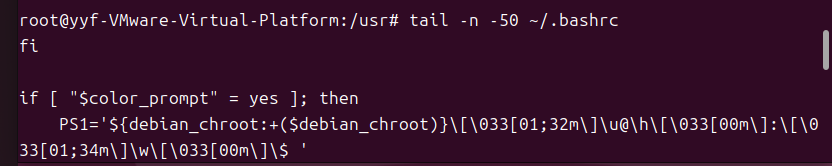 root@yyf-VMware-Virtual-Platform:/usr# tail -n -50 ~/.bashrc
fi
if [ "$color_prompt" = yes ]; then
    PS1='${debian_chroot:+($debian_chroot)}\[\033[01;32m\]\u@\h\[\033[00m\]:\[\0
33[01;34m\]\w\[\033[00m\]\$ '